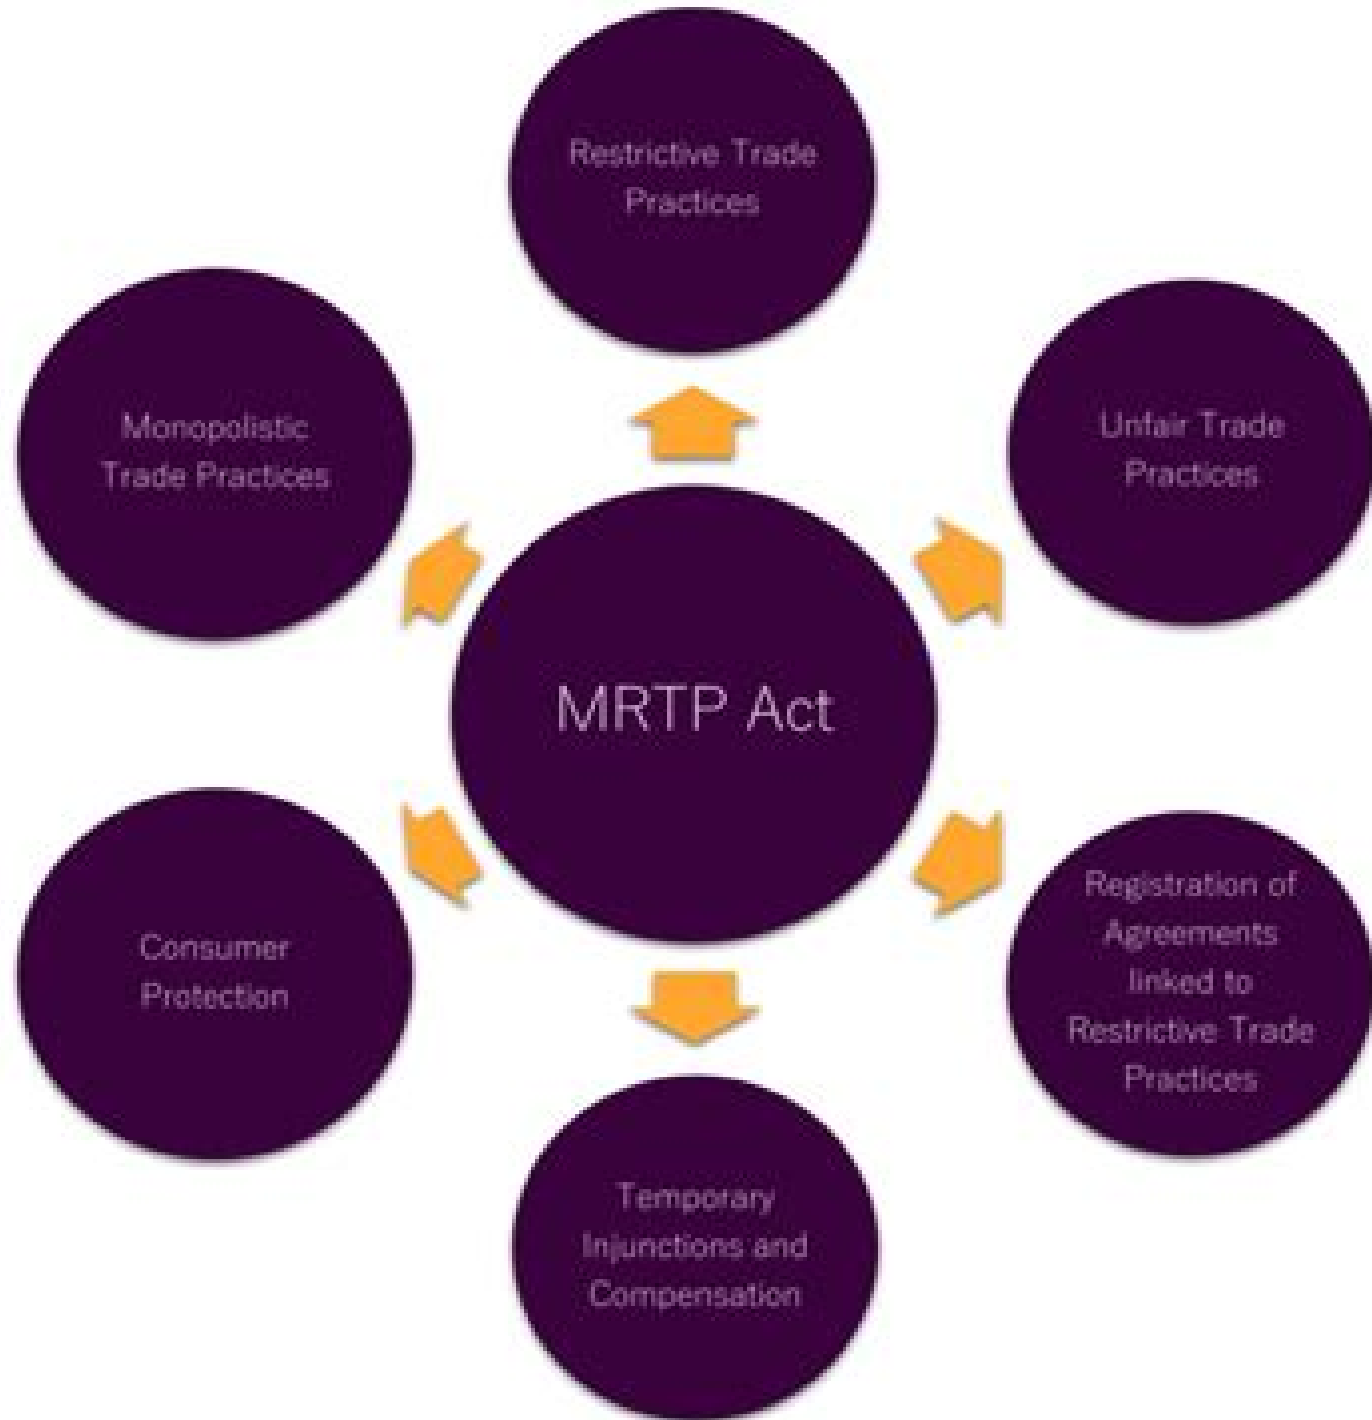 Restrictive Trade
Practices
Monopolistic
Trade Practices
Unfair Trade
Practices
MRTP Act
Consumer
Protection
Registration of
Agreements
linked to
Restrictive Trade
Practices
Temporary
Injunctions and
Compensation